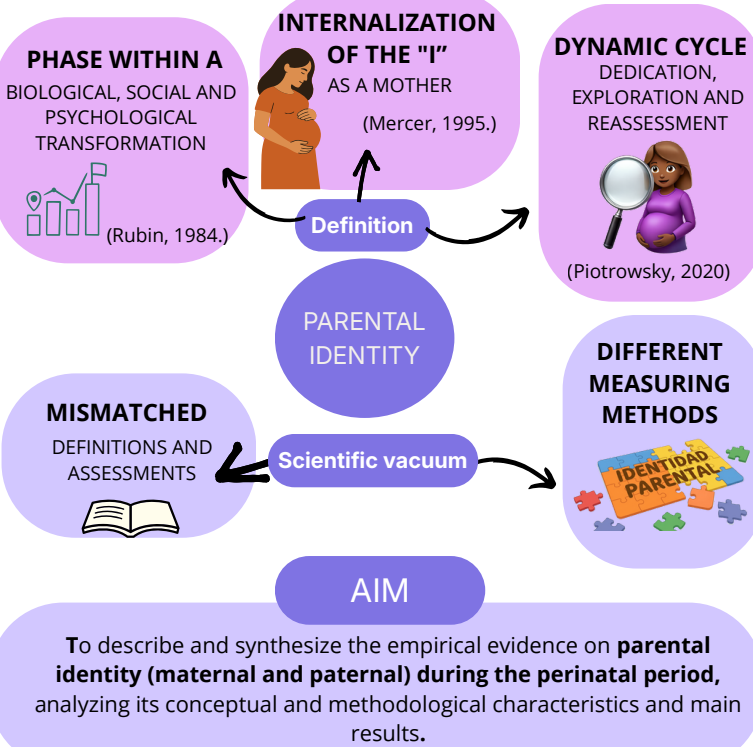 PHASE WITHIN A
BIOLOGICAL, SOCIAL AND
PSYCHOLOGICAL
TRANSFORMATION
(Rubin, 1984.)
INTERNALIZATION
OF THE "I”
AS A MOTHER
(Mercer, 1995.)
DYNAMIC CYCLE
DEDICATION,
EXPLORATION AND
REASSESSMENT
(Piotrowsky, 2020)
Definition
PARENTAL
IDENTITY
MISMATCHED
DEFINITIONS AND
ASSESSMENTS
Scientific vacuum
DIFFERENT
MEASURING
METHODS
IDENTIDAD
PARENTAL
AIM
To describe and synthesize the empirical evidence on parental
identity (maternal and paternal) during the perinatal period,
analyzing its conceptual and methodological characteristics and main
results.